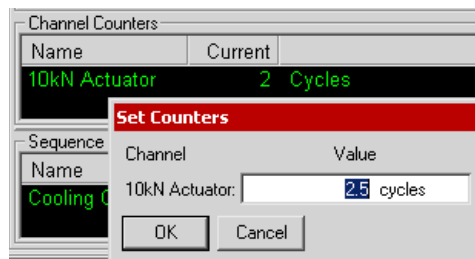 Channel Counters
Name Current
10kN Actuator 2 Cycles
Set Counters
Sequence
Channel Value
Name
10kN Actuator: 2.5 cycles
Cooling
OK Cancel